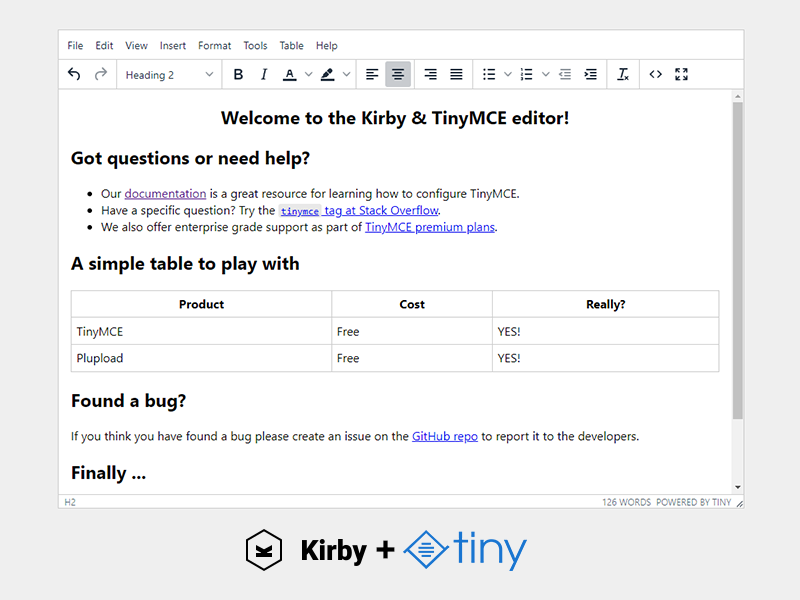 File Edit View Insert Format Tools Table Help
Heading 2 B I A
Welcome to the Kirby & TinyMCE editor!
Got questions or need help?
• Our documentation is a great resource for learning how to configure TinyMCE.
• Have a specific question? Try the tinymce tag at Stack Overflow.
• We also offer enterprise grade support as part of TinyMCE premium plans.
A simple table to play with
Product Cost Really?
TinyMCE Free YES!
Plupload Free YES!
Found a bug?
If you think you have found a bug please create an issue on the GitHub repo to report it to the developers.
Finally ...
H2 126 WORDS POWERED BY TINY
Kirby + tiny